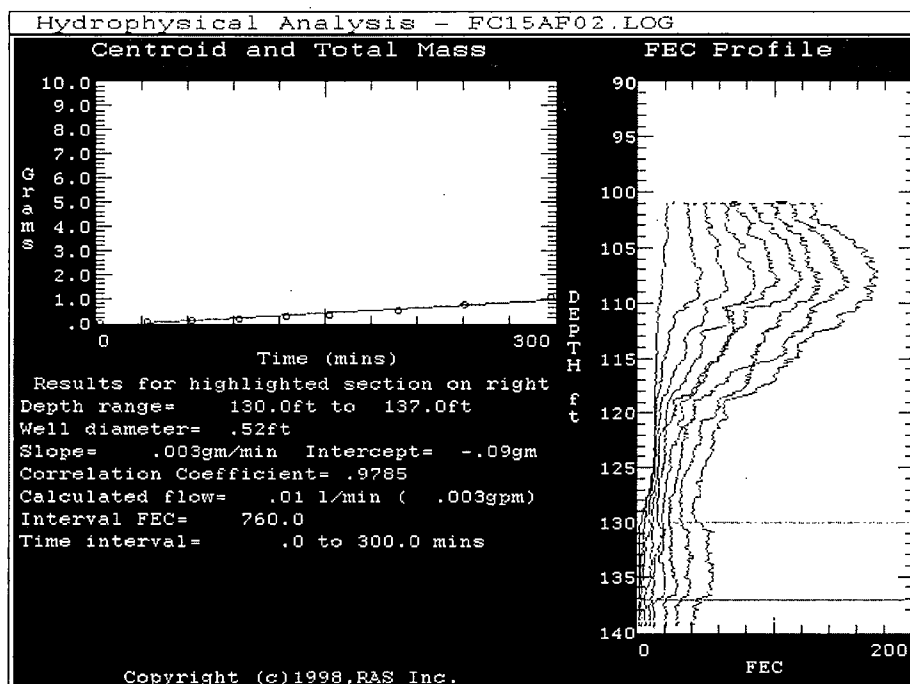 Hydrophysical Analysis - FC15AF02.LOG
Centroid and Total Mass
10.0
9.0
8.0
7.0
6.0
5.0
4.0
3.0
2.0
1.0
.0
Grams
0
300
Time (mins)
Results for highlighted section on right
Depth range= 130.0ft to 137.0ft
Well diameter= .52ft
Slope= .003gm/min Intercept= -.09gm
Correlation Coefficient= .9785
Calculated flow= .01 l/min ( .003gpm)
Interval FEC= 760.0
Time interval= .0 to 300.0 mins
Copyright (c)1998,RAS Inc.
FEC Profile
90
95
100
105
110
115
120
125
130
135
140
DEPTH ft
0
200
FEC